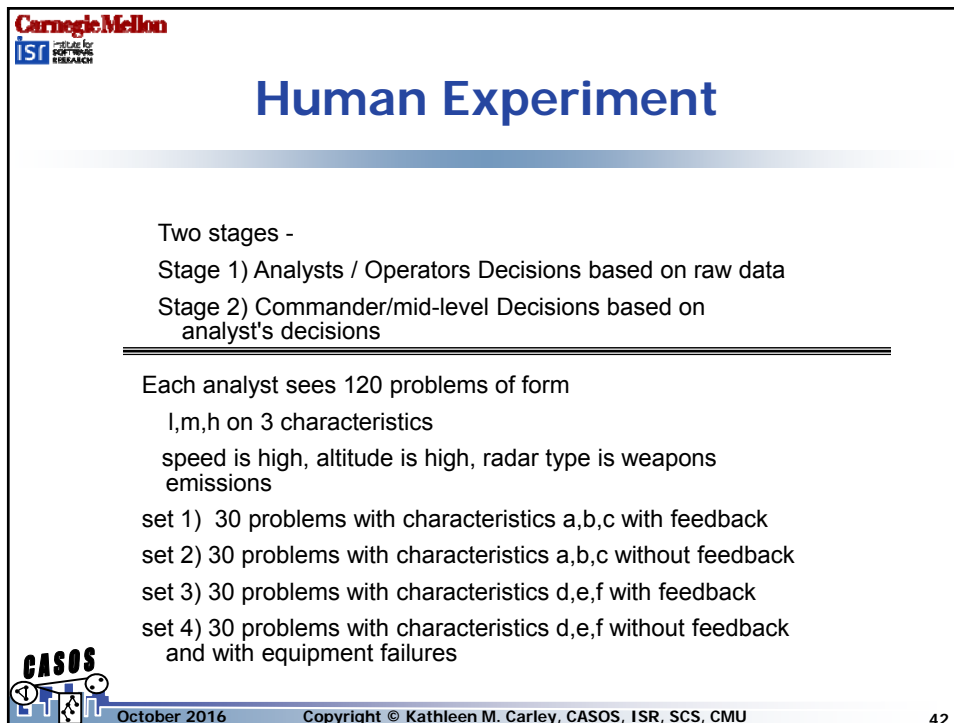 Carnegie Mellon
isr institute for
SOFTWARE
RESEARCH
Human Experiment
Two stages -
Stage 1) Analysts / Operators Decisions based on raw data
Stage 2) Commander/mid-level Decisions based on
analyst's decisions
Each analyst sees 120 problems of form
l,m,h on 3 characteristics
speed is high, altitude is high, radar type is weapons
emissions
set 1)  30 problems with characteristics a,b,c with feedback
set 2) 30 problems with characteristics a,b,c without feedback
set 3) 30 problems with characteristics d,e,f with feedback
set 4) 30 problems with characteristics d,e,f without feedback
and with equipment failures
CASOS
October 2016 Copyright © Kathleen M. Carley, CASOS, ISR, SCS, CMU 42